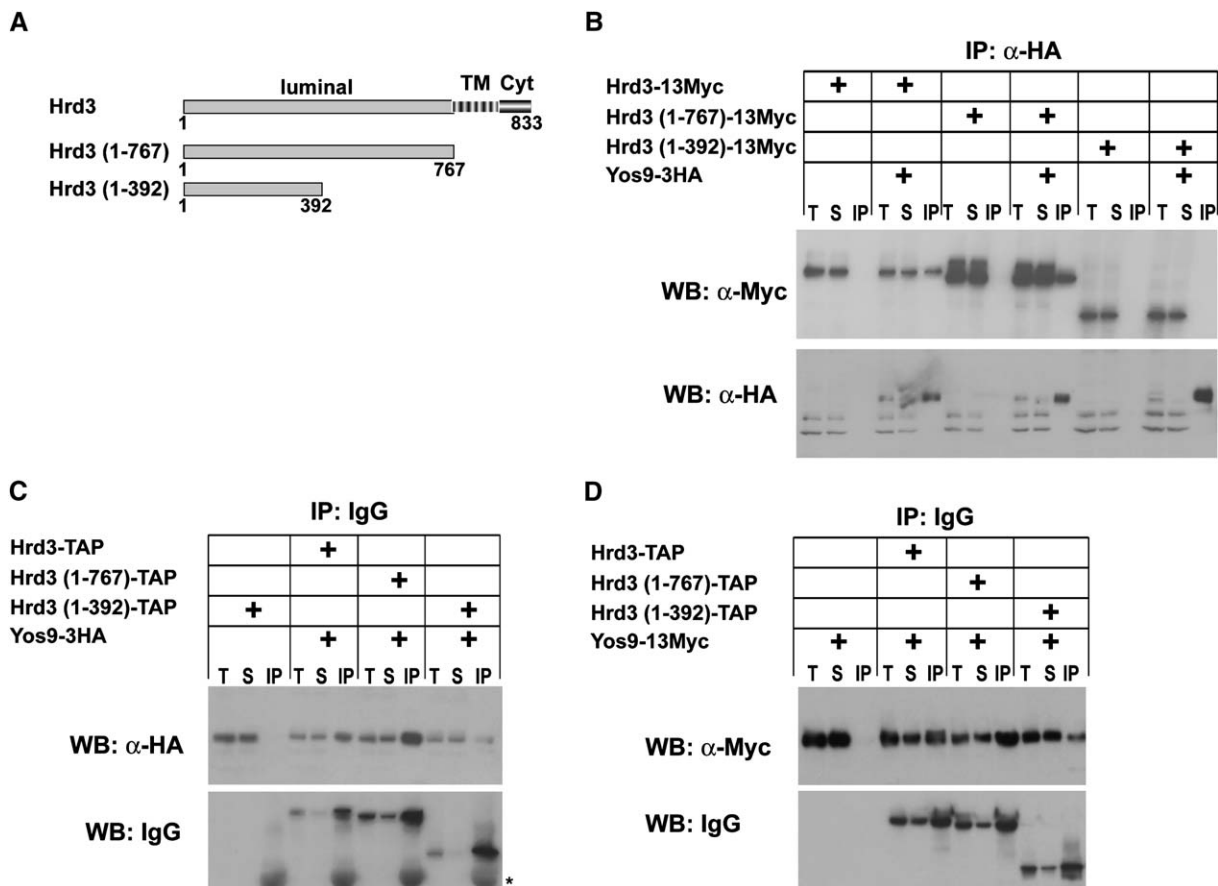 A
luminal TM Cyt
Hrd3
1 833
Hrd3 (1-767)
1 767
Hrd3 (1-392)
1 392
B
IP: α-HA
Hrd3-13Myc + +
Hrd3 (1-767)-13Myc + +
Hrd3 (1-392)-13Myc + +
Yos9-3HA + + +
T S IP T S IP T S IP T S IP T S IP T S IP
WB: α-Myc
WB: α-HA
C
IP: IgG
Hrd3-TAP +
Hrd3 (1-767)-TAP +
Hrd3 (1-392)-TAP + +
Yos9-3HA + + +
T S IP T S IP T S IP T S IP
WB: α-HA
WB: IgG
*
D
IP: IgG
Hrd3-TAP +
Hrd3 (1-767)-TAP +
Hrd3 (1-392)-TAP +
Yos9-13Myc + + + +
T S IP T S IP T S IP T S IP
WB: α-Myc
WB: IgG